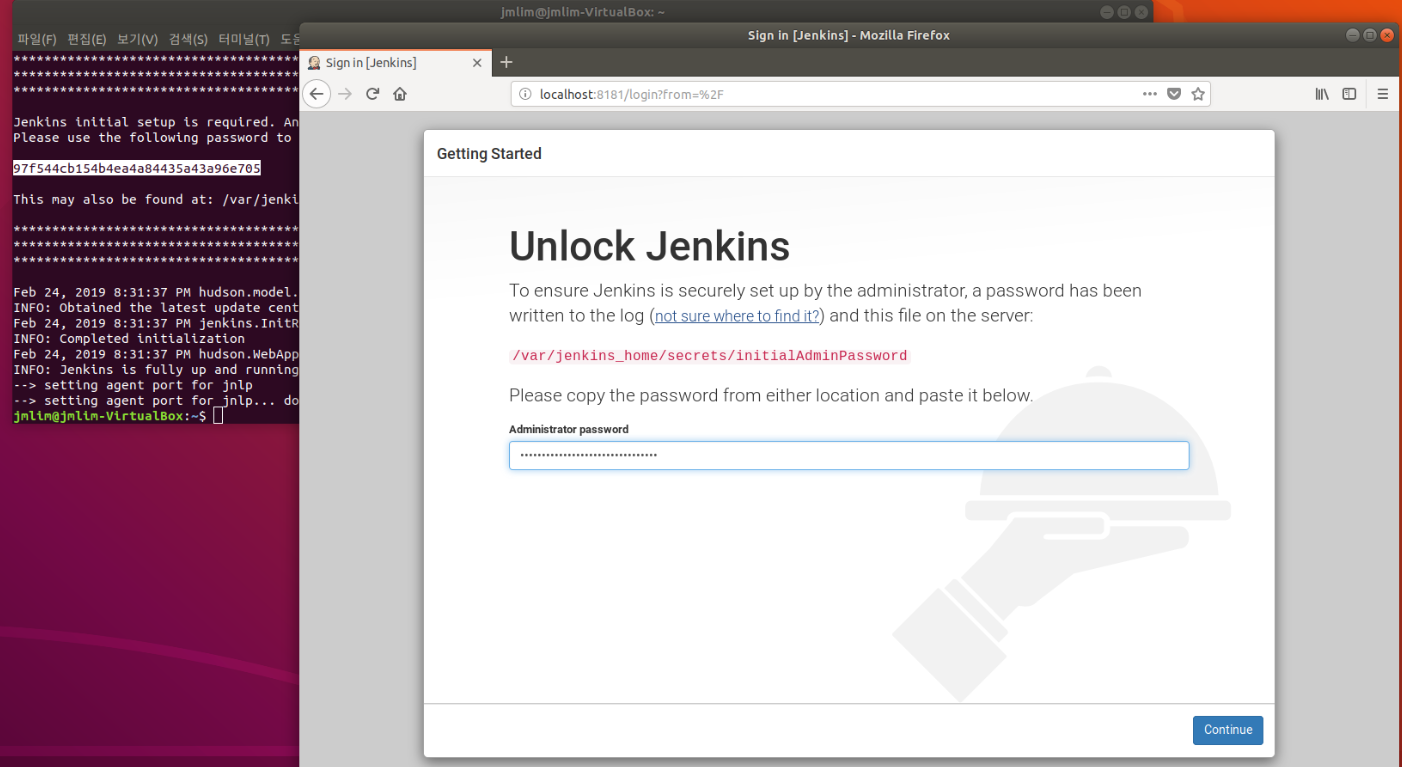 jmlim@jmlim-VirtualBox: ~
파일(F) 편집(E) 보기(V) 검색(S) 터미널(T) 도움
*************************************
*************************************
*************************************
Jenkins initial setup is required. An
Please use the following password to
97f544cb154b4ea4a84435a43a96e705
This may also be found at: /var/jenki
*************************************
*************************************
*************************************
Feb 24, 2019 8:31:37 PM hudson.model.
INFO: Obtained the latest update cent
Feb 24, 2019 8:31:37 PM jenkins.InitR
INFO: Completed initialization
Feb 24, 2019 8:31:37 PM hudson.WebApp
INFO: Jenkins is fully up and running
--> setting agent port for jnlp
--> setting agent port for jnlp... do
jmlim@jmlim-VirtualBox:~$
Sign in [Jenkins] - Mozilla Firefox
Sign in [Jenkins]
localhost:8181/login?from=%2F
Getting Started
Unlock Jenkins
To ensure Jenkins is securely set up by the administrator, a password has been
written to the log (not sure where to find it?) and this file on the server:
/var/jenkins_home/secrets/initialAdminPassword
Please copy the password from either location and paste it below.
Administrator password
••••••••••••••••••••••••••••••••
Continue